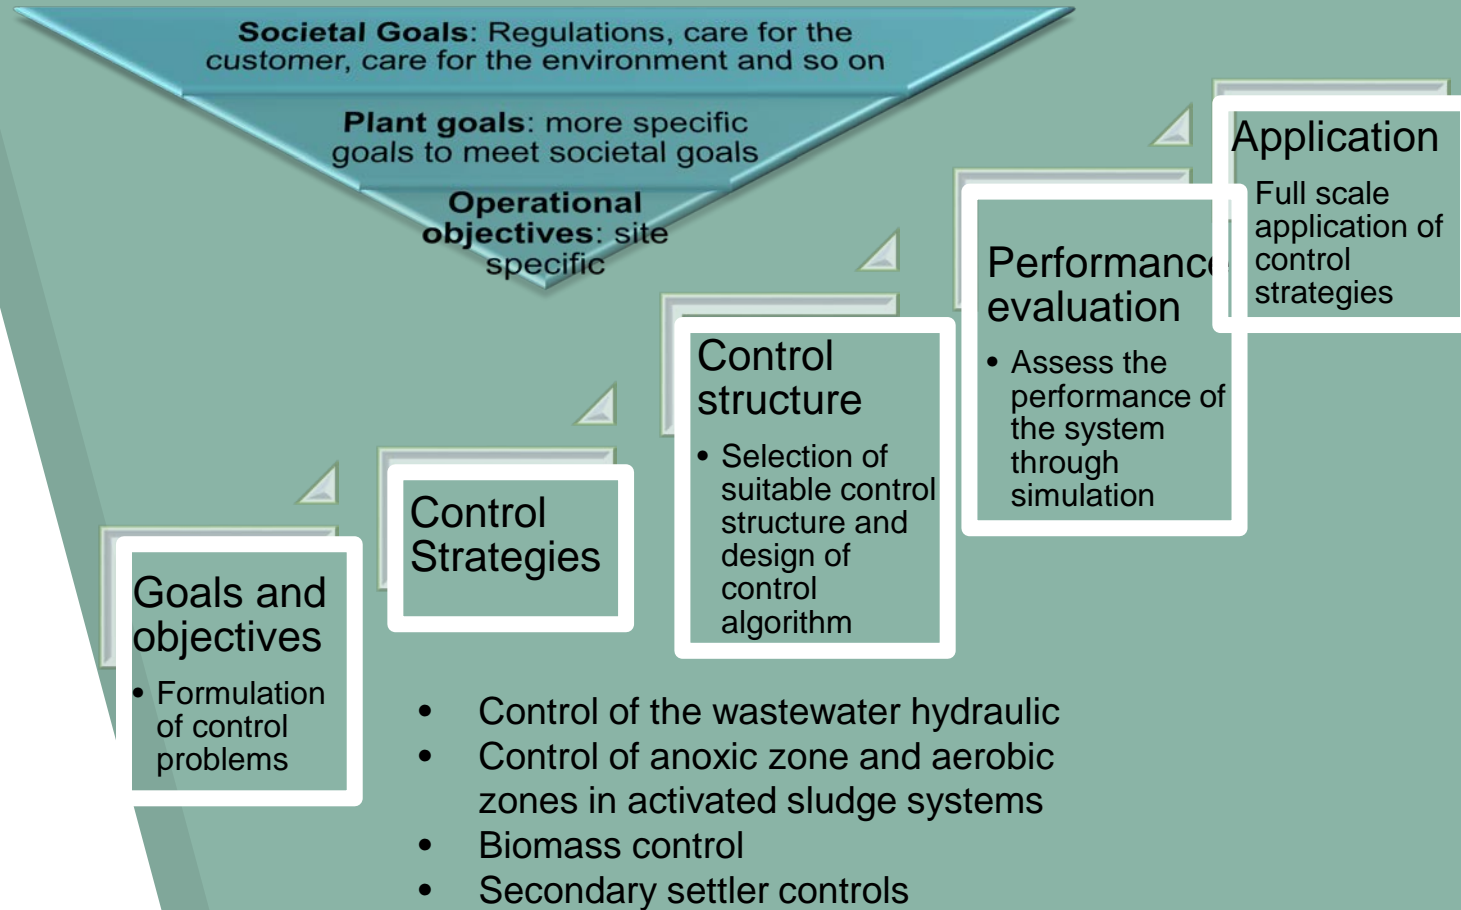 Societal Goals: Regulations, care for the
customer, care for the environment and so on
Plant goals: more specific
goals to meet societal goals
Operational
objectives: site
specific
Goals and
objectives
• Formulation
of control
problems
Control
Strategies
Control
structure
• Selection of
suitable control
structure and
design of
control
algorithm
Performance
evaluation
• Assess the
performance of
the system
through
simulation
Application
Full scale
application of
control
strategies
• Control of the wastewater hydraulic
• Control of anoxic zone and aerobic
zones in activated sludge systems
• Biomass control
• Secondary settler controls